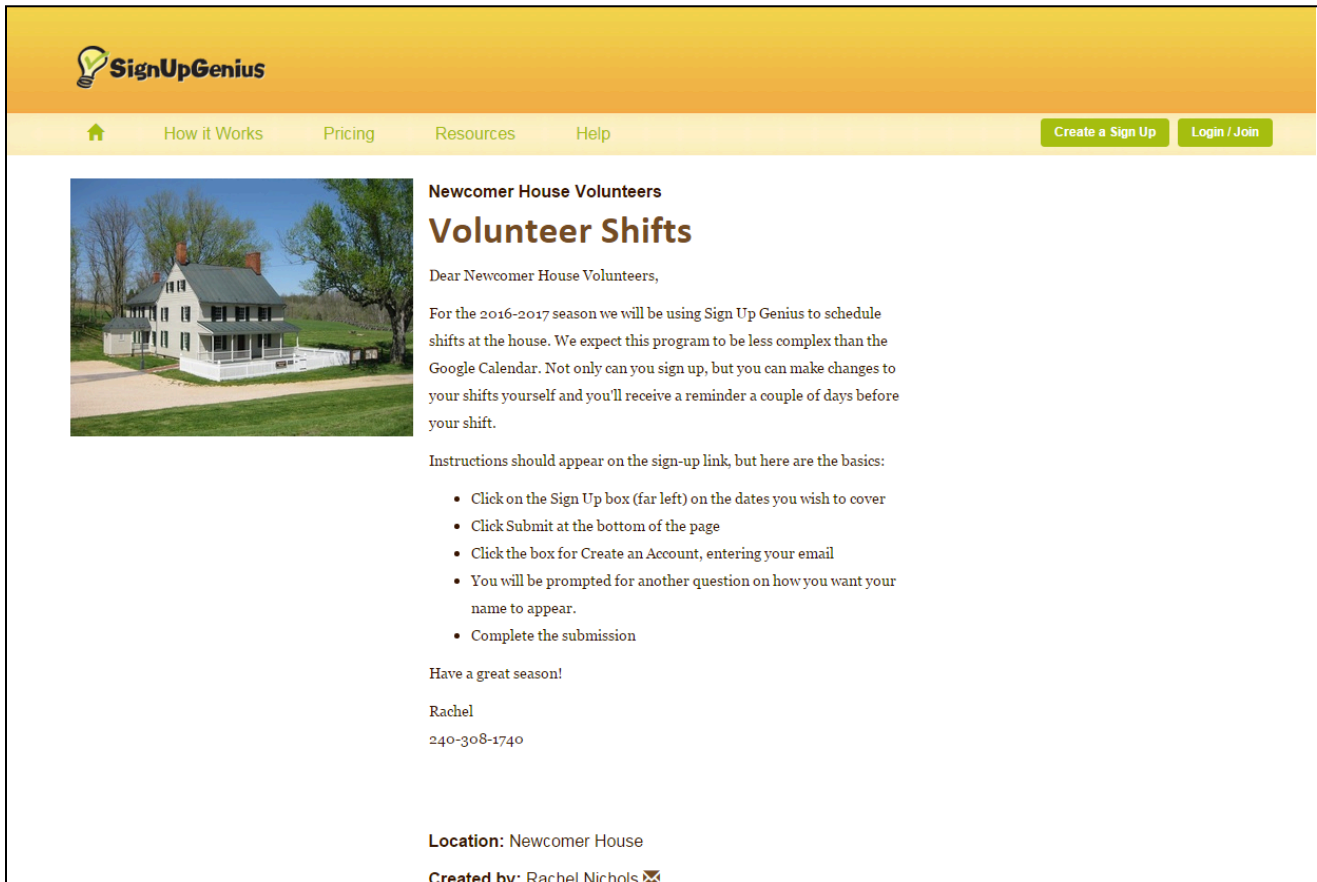 SignUpGenius
How it Works Pricing Resources Help Create a Sign Up Login / Join
Newcomer House Volunteers
Volunteer Shifts
Dear Newcomer House Volunteers,
For the 2016-2017 season we will be using Sign Up Genius to schedule
shifts at the house. We expect this program to be less complex than the
Google Calendar. Not only can you sign up, but you can make changes to
your shifts yourself and you'll receive a reminder a couple of days before
your shift.
Instructions should appear on the sign-up link, but here are the basics:
• Click on the Sign Up box (far left) on the dates you wish to cover
• Click Submit at the bottom of the page
• Click the box for Create an Account, entering your email
• You will be prompted for another question on how you want your
name to appear.
• Complete the submission
Have a great season!
Rachel
240-308-1740
Location: Newcomer House
Created by: Rachel Nichols